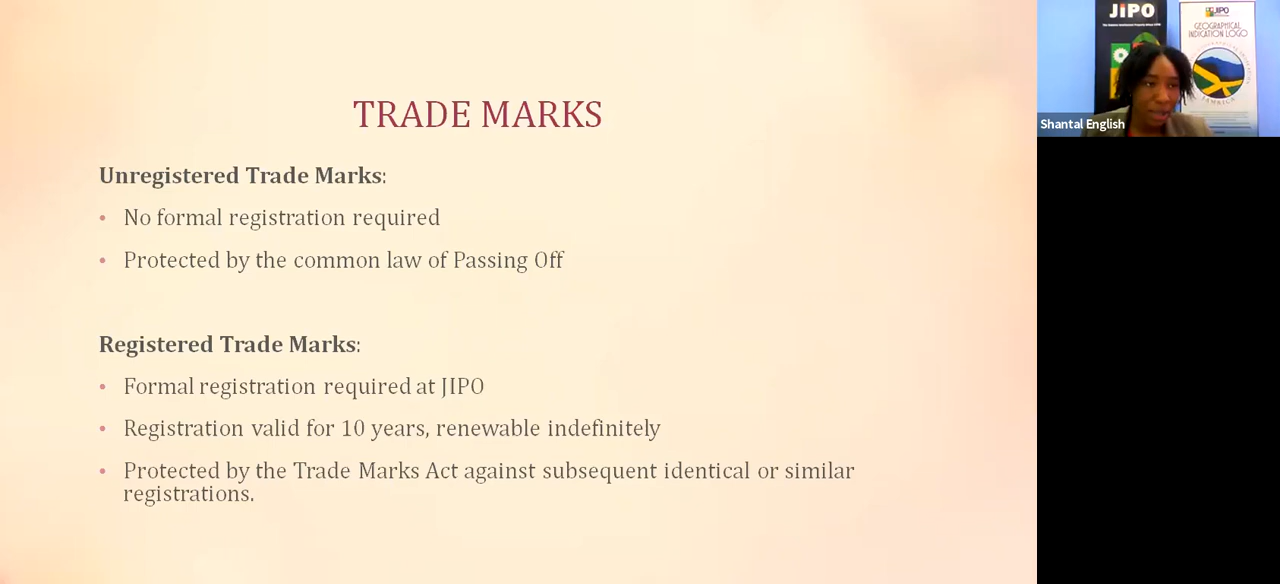 TRADE MARKS
Unregistered Trade Marks:
• No formal registration required
• Protected by the common law of Passing Off
Registered Trade Marks:
• Formal registration required at JIPO
• Registration valid for 10 years, renewable indefinitely
• Protected by the Trade Marks Act against subsequent identical or similar
registrations.
JIPO
JIPO
GEOGRAPHICAL
INDICATION LOGO
JAMAICA
Shantal English